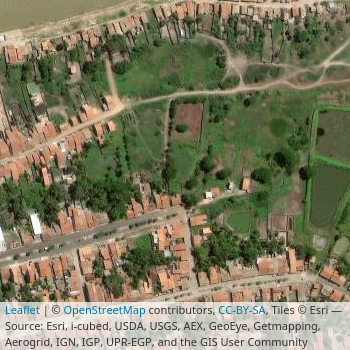 Leaflet | © OpenStreetMap contributors, CC-BY-SA, Tiles © Esri —
Source: Esri, i-cubed, USDA, USGS, AEX, GeoEye, Getmapping,
Aerogrid, IGN, IGP, UPR-EGP, and the GIS User Community